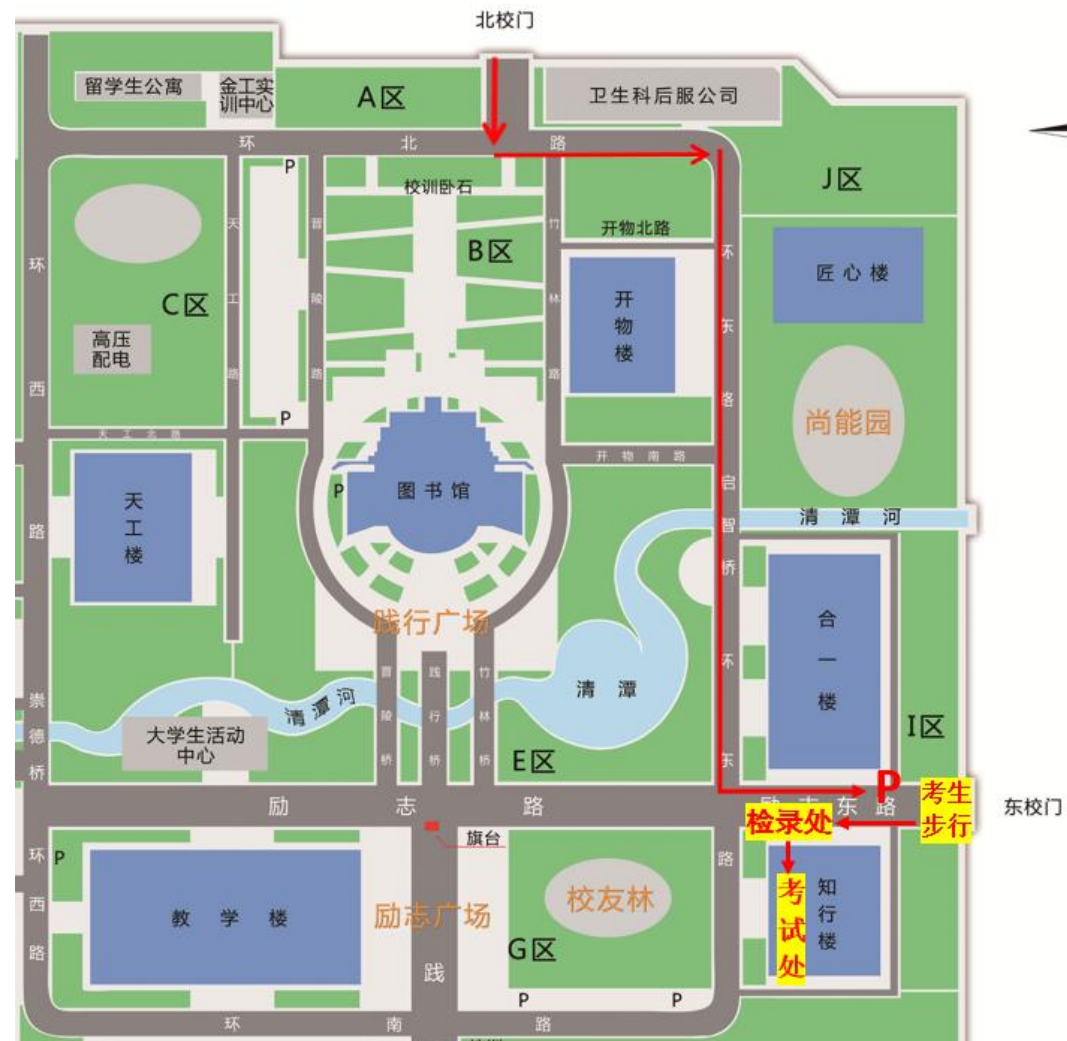 北校门
留学生公寓
金工实
训中心
A区
卫生科后服公司
环 北 路
P
校训卧石
J区
天工路
晋陵路
竹林路
B区
开物北路
环东路
匠心楼
环西路
C区
开物楼
高压
配电
尚能园
P
天工北路
开物南路
P
图书馆
启智桥
清潭河
天工楼
合一楼
践行广场
崇德桥
清潭河
晋陵桥
践行桥
竹林桥
清潭
环东路
大学生活动
中心
E区
I区
P
励志路
励志东路
考生
步行
东校门
检录处
旗台
环西路
P
教学楼
励志广场
校友林
考试处
知行楼
G区
践
P
P
环南路